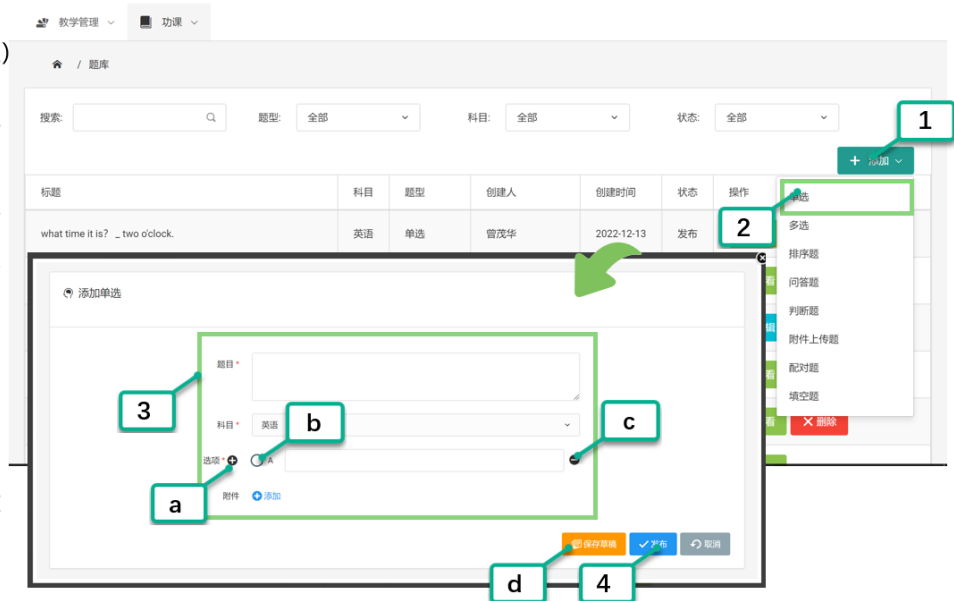 教学管理 功课
)
/ 题库
搜索: 题型: 全部 科目: 全部 状态: 全部
1
+ 添加
标题 科目 题型 创建人 创建时间 状态 操作
单选
what time it is? _ two o'clock. 英语 单选 曾茂华 2022-12-13 发布
2
多选
排序题
看 问答题
判断题
辑 附件上传题
看 配对题
填空题
看 × 删除
添加单选
3
题目 *
科目 * 英语
b
c
选项 * A
a
附件 添加
保存草稿 发布 取消
d
4